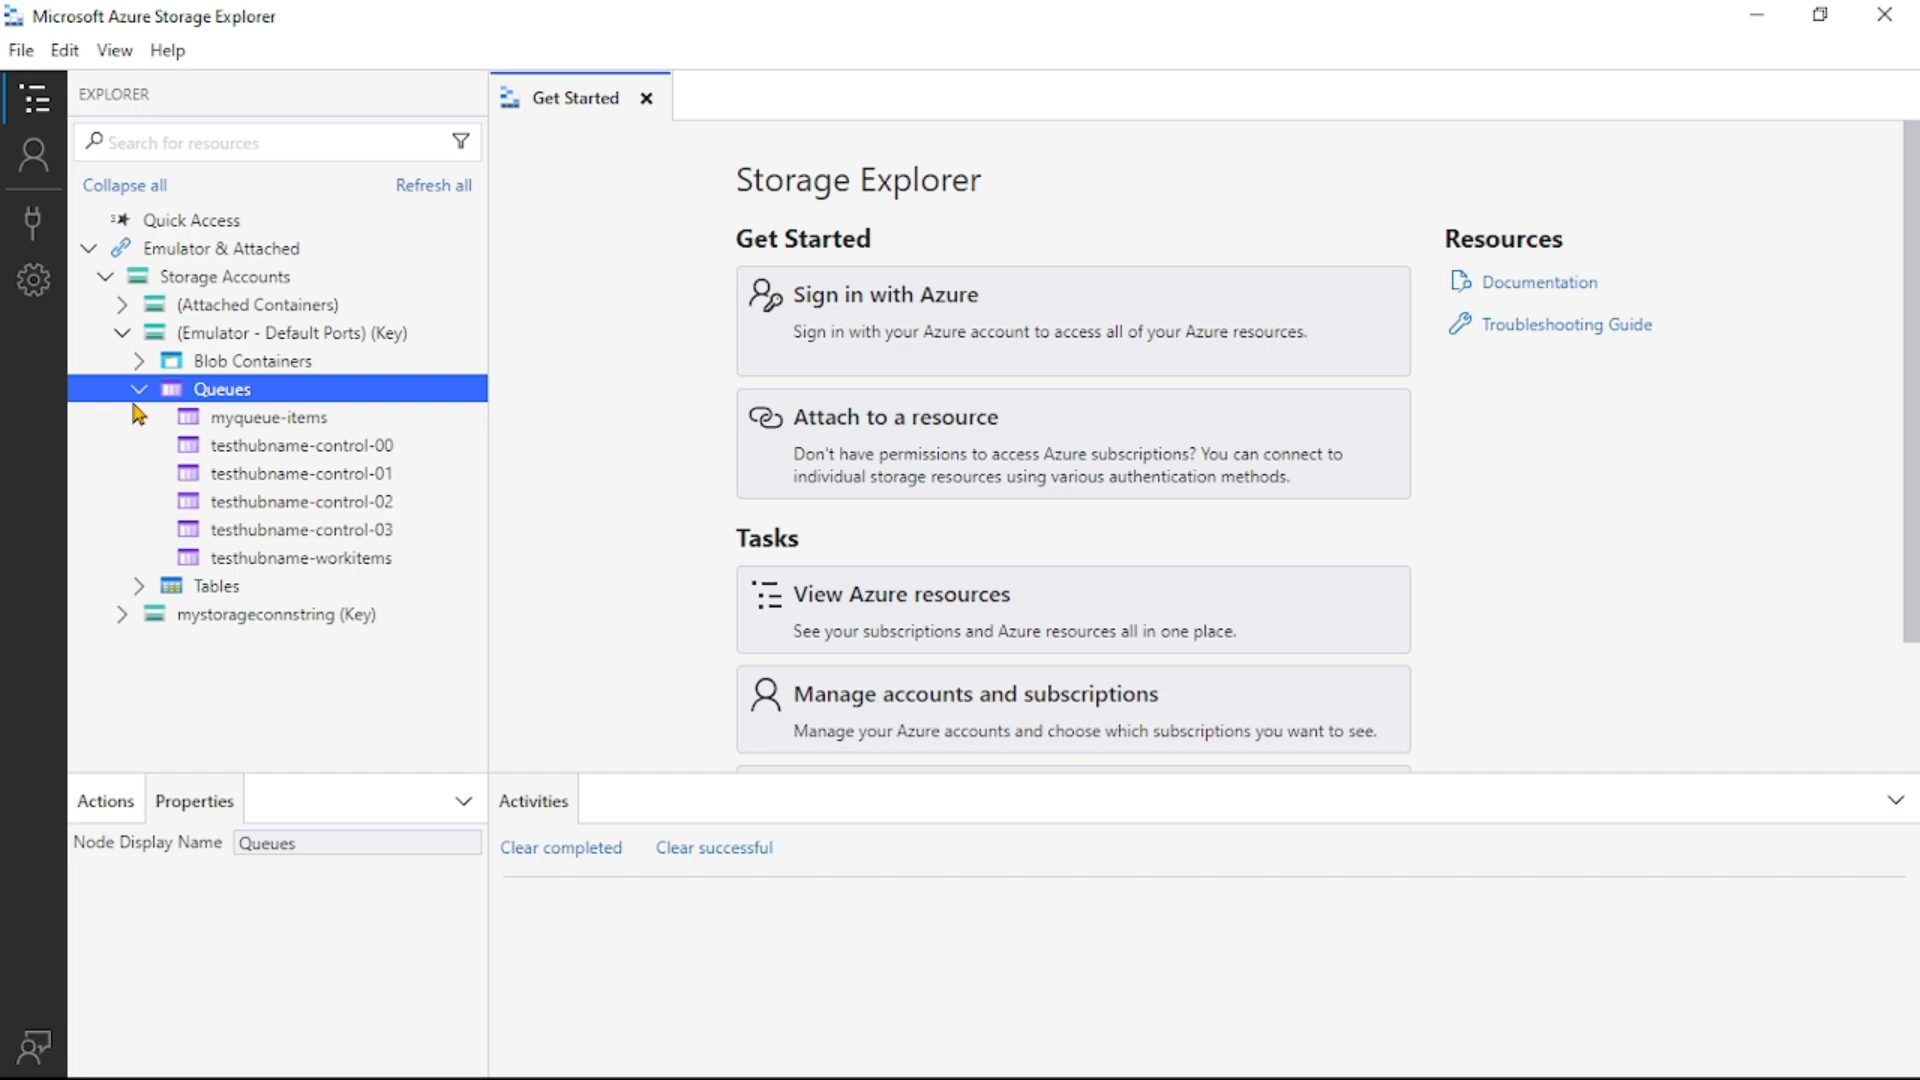 Microsoft Azure Storage Explorer
File Edit View Help
EXPLORER
Search for resources
Collapse all Refresh all
Quick Access
Emulator & Attached
Storage Accounts
(Attached Containers)
(Emulator - Default Ports) (Key)
Blob Containers
Queues
myqueue-items
testhubname-control-00
testhubname-control-01
testhubname-control-02
testhubname-control-03
testhubname-workitems
Tables
mystorageconnstring (Key)
Actions Properties
Node Display Name Queues
Get Started
Storage Explorer
Get Started
Sign in with Azure
Sign in with your Azure account to access all of your Azure resources.
Attach to a resource
Don't have permissions to access Azure subscriptions? You can connect to
individual storage resources using various authentication methods.
Tasks
View Azure resources
See your subscriptions and Azure resources all in one place.
Manage accounts and subscriptions
Manage your Azure accounts and choose which subscriptions you want to see.
Resources
Documentation
Troubleshooting Guide
Activities
Clear completed Clear successful